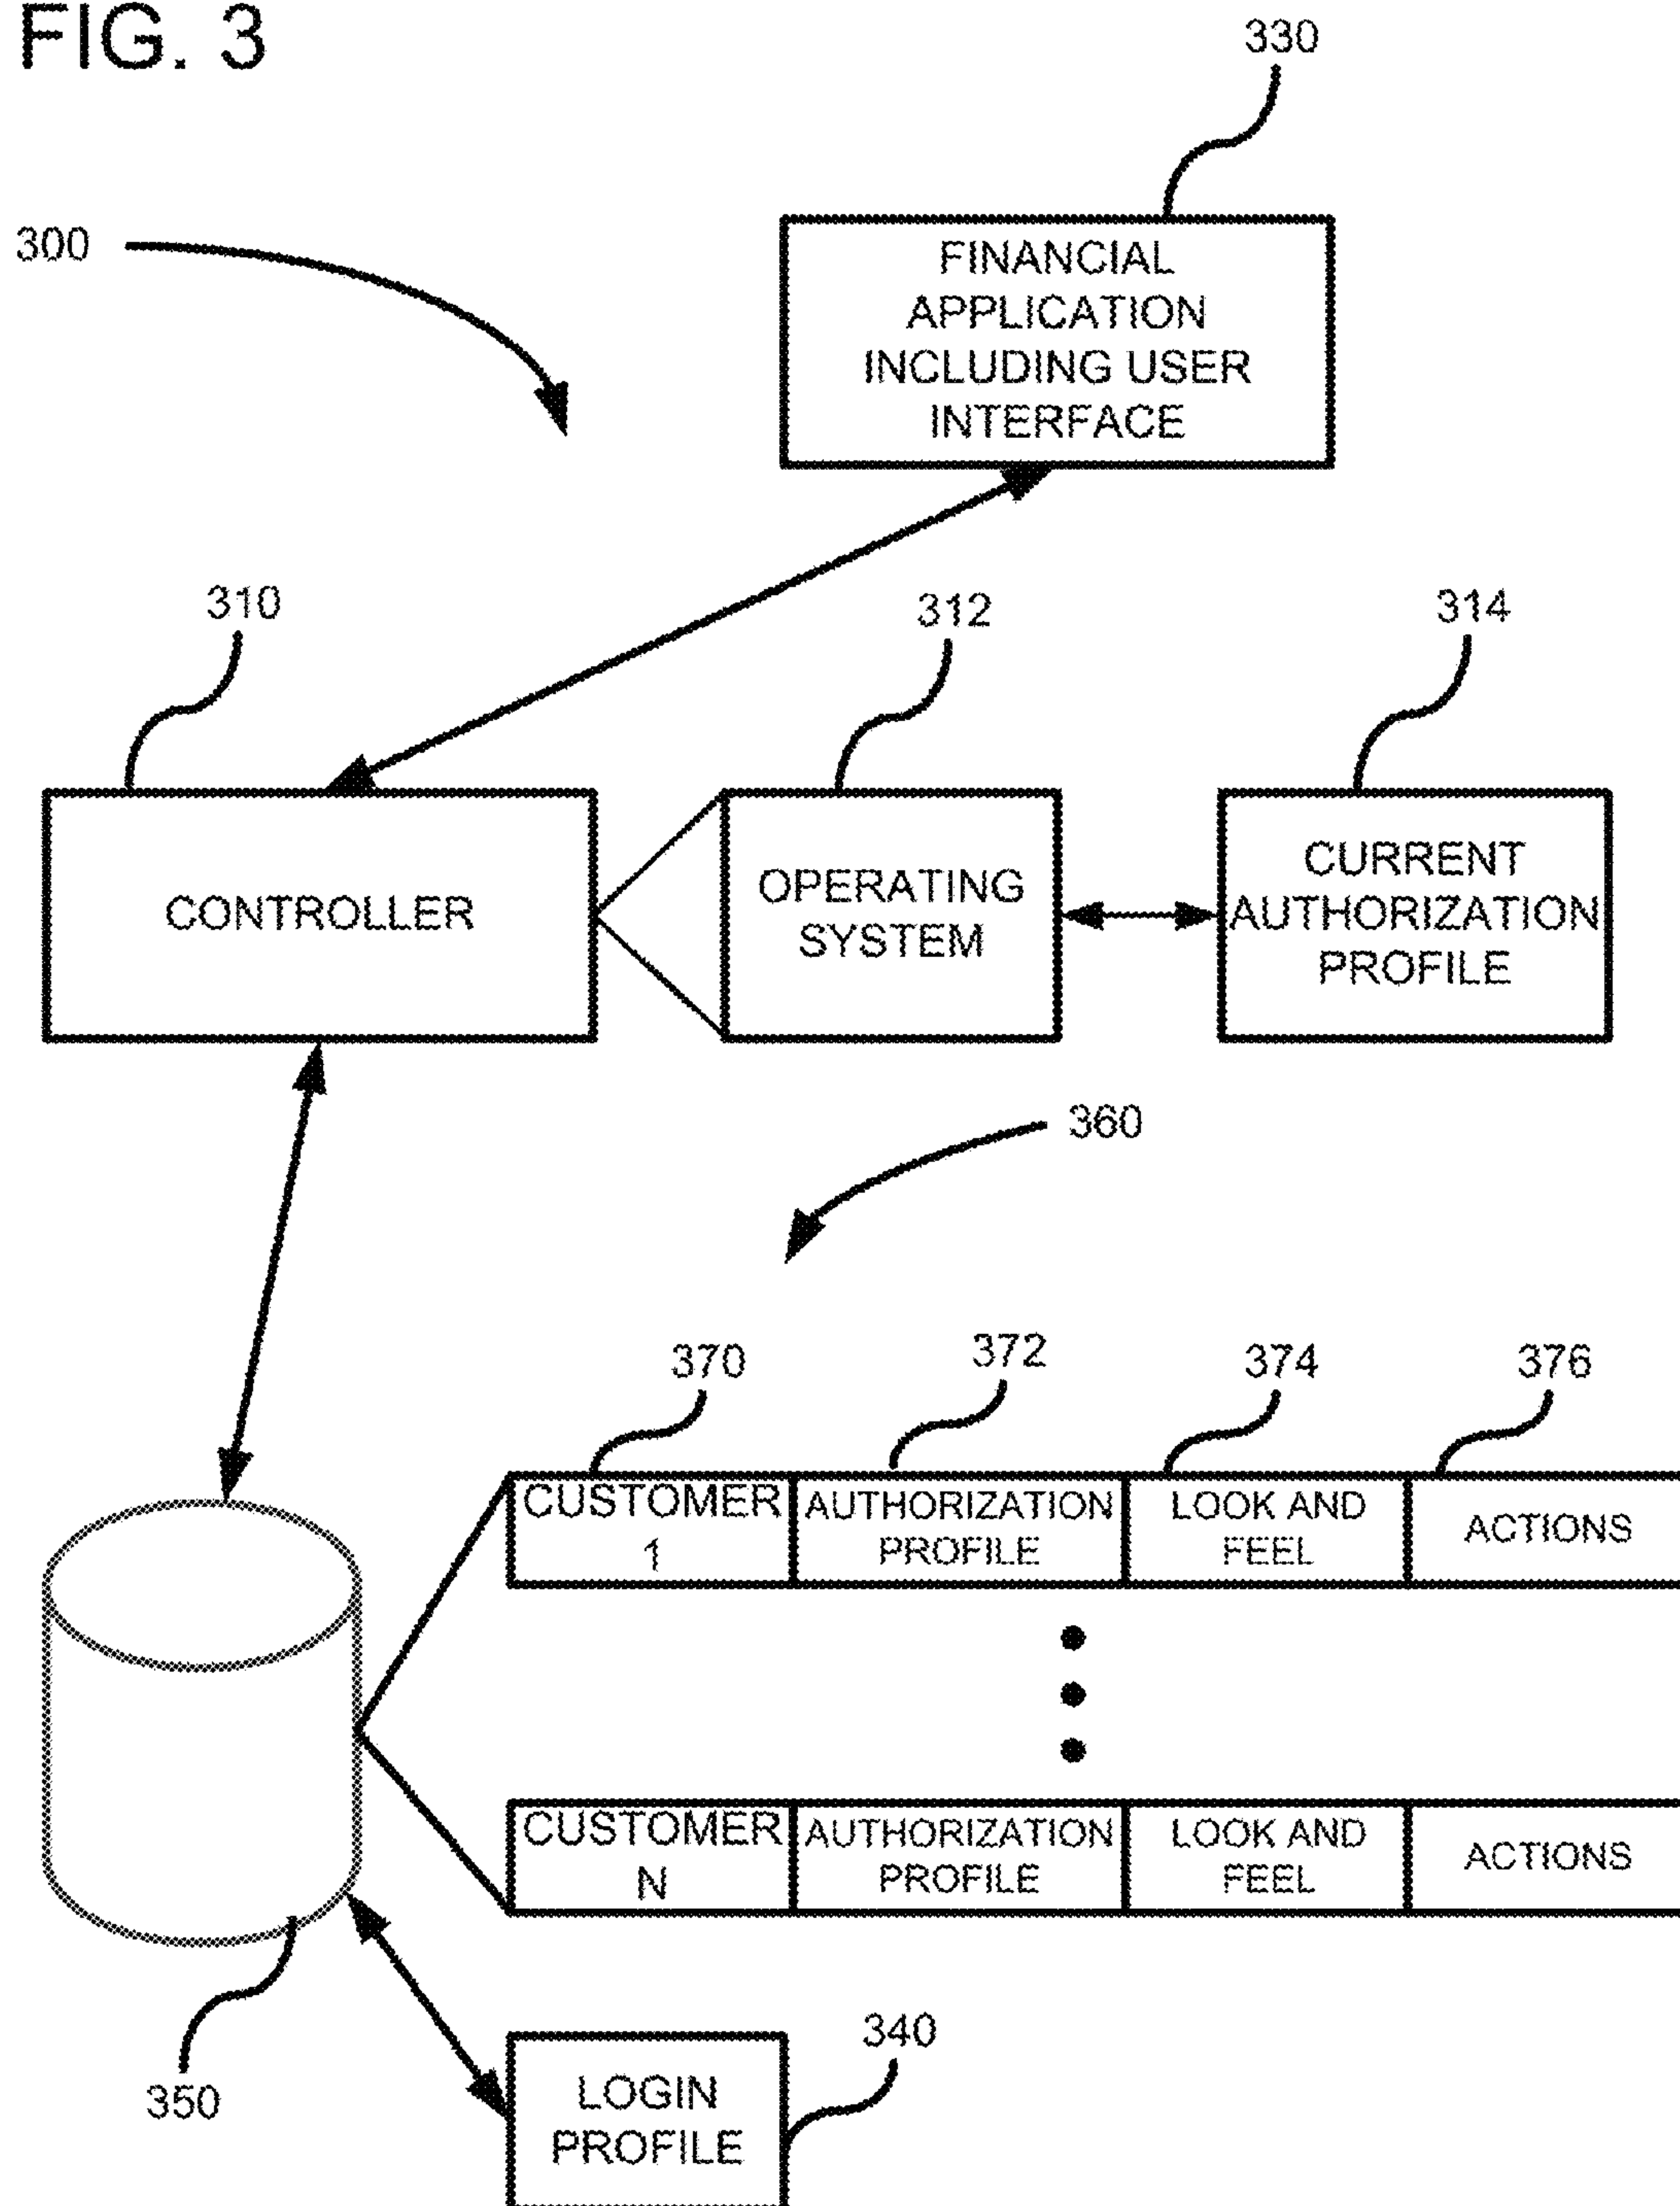 FIG. 3
330
300
FINANCIAL
APPLICATION
INCLUDING USER
INTERFACE
310
312
314
CONTROLLER
OPERATING
SYSTEM
CURRENT
AUTHORIZATION
PROFILE
360
370
372
374
376
CUSTOMER
1
AUTHORIZATION
PROFILE
LOOK AND
FEEL
ACTIONS
CUSTOMER
N
AUTHORIZATION
PROFILE
LOOK AND
FEEL
ACTIONS
350
340
LOGIN
PROFILE